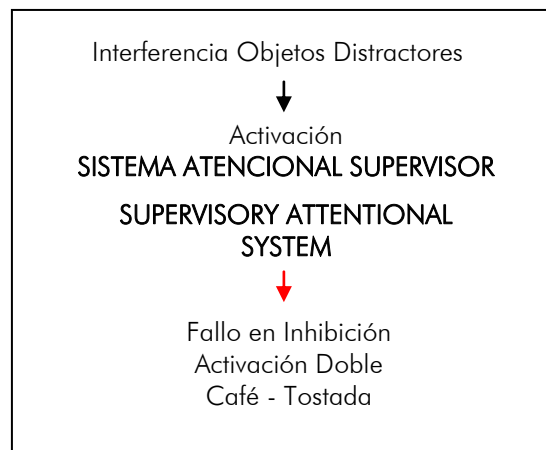 Interferencia Objetos Distractores
Activación
SISTEMA ATENCIONAL SUPERVISOR
SUPERVISORY ATTENTIONAL
SYSTEM
Fallo en Inhibición
Activación Doble
Café - Tostada